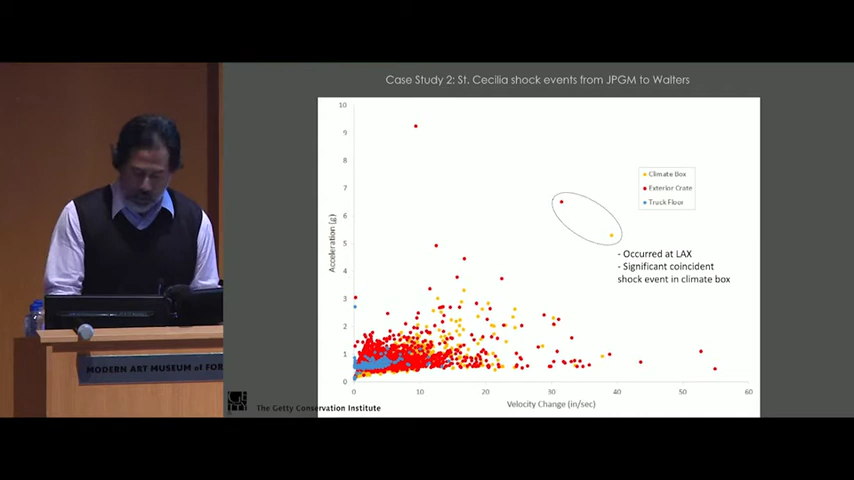 Case Study 2: St. Cecilia shock events from JPGM to Walters
10
9
8
7
6
5
4
3
2
1
0
Acceleration (g)
Climate Box
Exterior Crate
Truck Floor
- Occurred at LAX
- Significant coincident
shock event in climate box
0
10
20
30
40
50
60
Velocity Change (in/sec)
MODERN ART MUSEUM of FOR
The Getty Conservation Institute